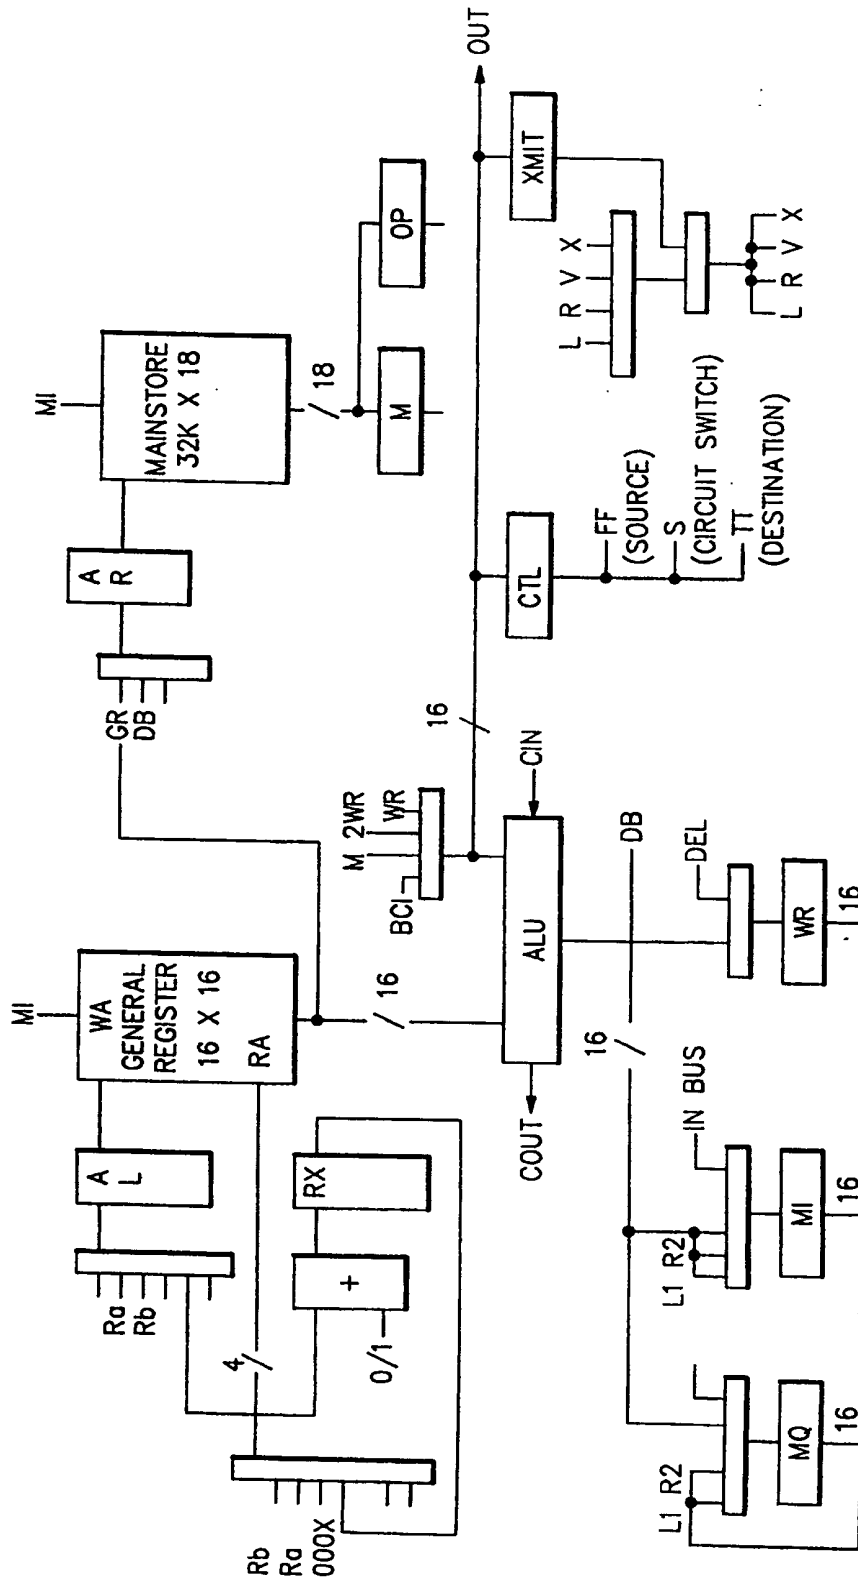 MI
MI
WA
GENERAL
REGISTER
16 X 16
RA
A
L
Ra
Rb
RX
+
0/1
4
Rb
Ra
000X
GR
DB
A
R
MAINSTORE
32K X 18
18
M
OP
16
BCI
M
2WR
WR
16
OUT
ALU
CIN
COUT
CTL
FF
(SOURCE)
S
(CIRCUIT SWITCH)
TT
(DESTINATION)
XMIT
L R V X
L R V X
DB
16
DEL
WR
16
IN BUS
L1 R2
MI
16
L1 R2
MQ
16